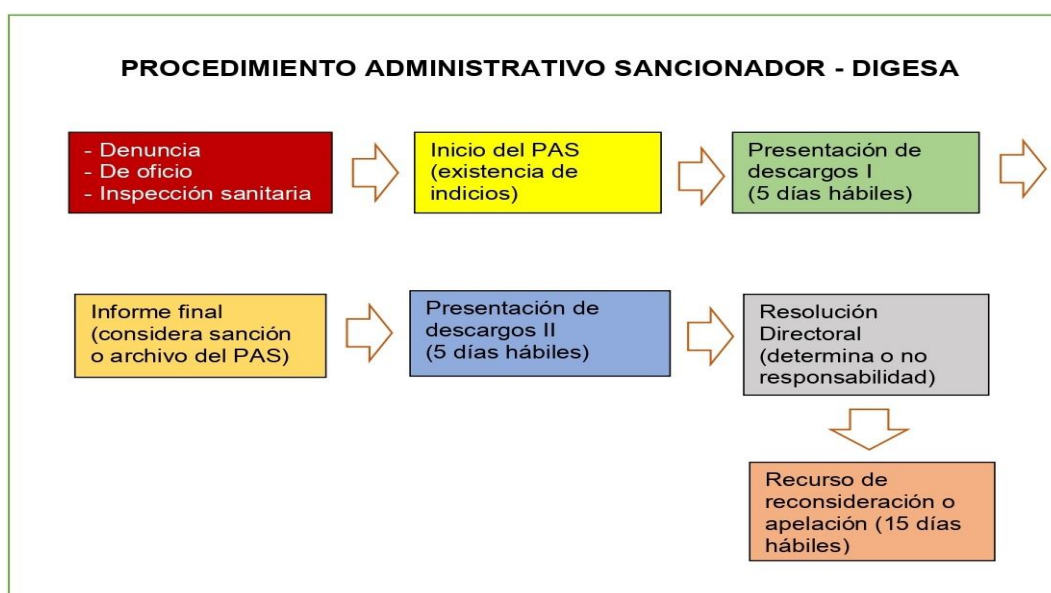 PROCEDIMIENTO ADMINISTRATIVO SANCIONADOR - DIGESA
- Denuncia
- De oficio
- Inspección sanitaria
Inicio del PAS
(existencia de
indicios)
Presentación de
descargos I
(5 días hábiles)
Informe final
(considera sanción
o archivo del PAS)
Presentación de
descargos II
(5 días hábiles)
Resolución
Directoral
(determina o no
responsabilidad)
Recurso de
reconsideración o
apelación (15 días
hábiles)